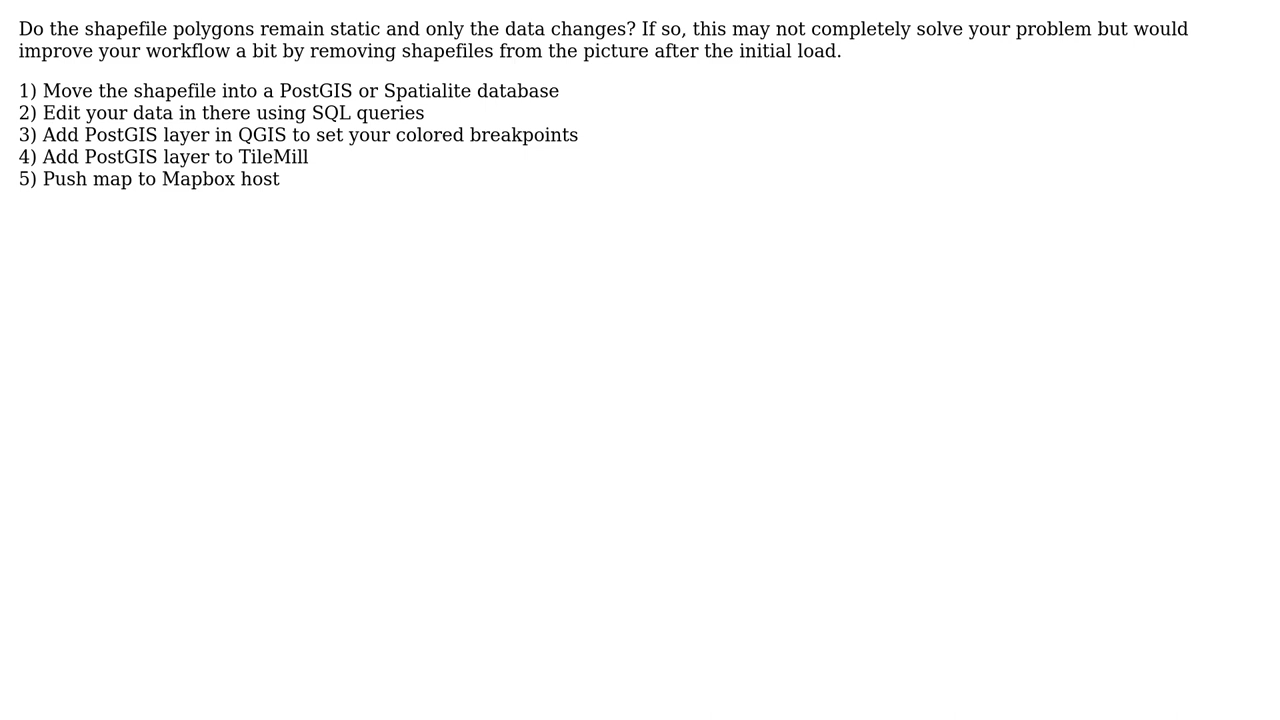 Do the shapefile polygons remain static and only the data changes? If so, this may not completely solve your problem but would
improve your workflow a bit by removing shapefiles from the picture after the initial load.
1) Move the shapefile into a PostGIS or Spatialite database
2) Edit your data in there using SQL queries
3) Add PostGIS layer in QGIS to set your colored breakpoints
4) Add PostGIS layer to TileMill
5) Push map to Mapbox host